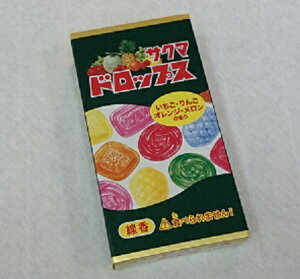 サクマ
ドロップス
いちご・りんご
オレンジ・メロン
の香り
線香
食べられません!